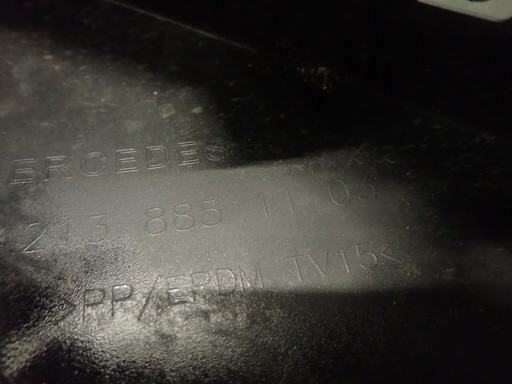 ERCEDES
213 885 11 03
>PP/EPDM TV15<